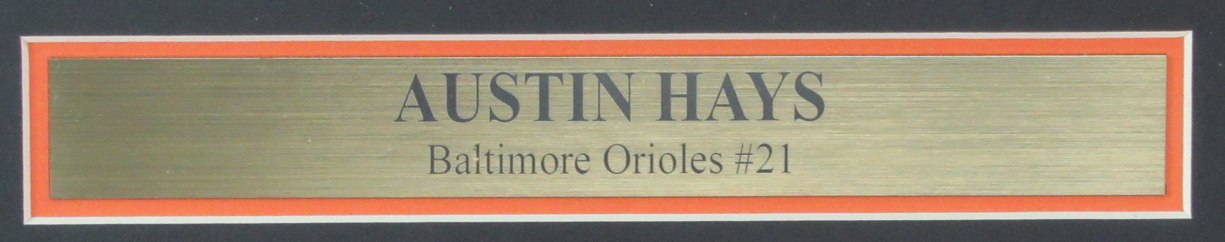 AUSTIN HAYS
Baltimore Orioles #21